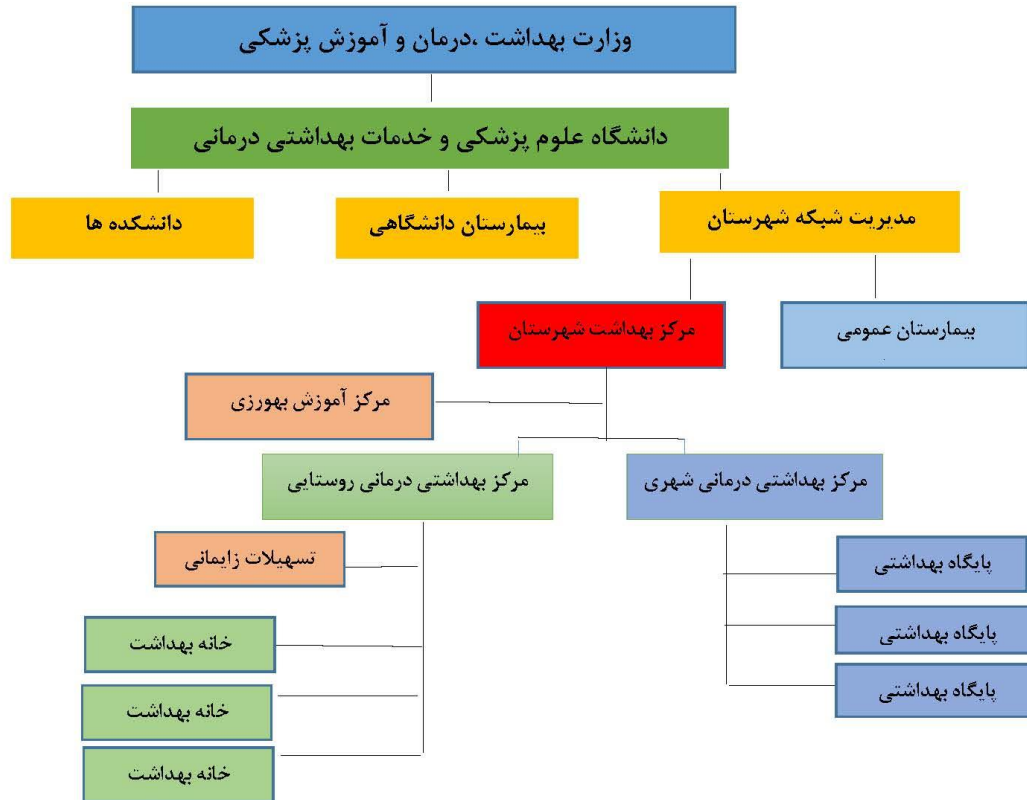 وزارت بهداشت ،درمان و آموزش پزشکی
دانشگاه علوم پزشکی و خدمات بهداشتی درمانی
مدیریت شبکه شهرستان
بیمارستان دانشگاهی
دانشکده ها
بیمارستان عمومی
مرکز بهداشت شهرستان
مرکز آموزش بهورزی
مرکز بهداشتی درمانی شهری
مرکز بهداشتی درمانی روستایی
تسهیلات زایمانی
پایگاه بهداشتی
پایگاه بهداشتی
پایگاه بهداشتی
خانه بهداشت
خانه بهداشت
خانه بهداشت